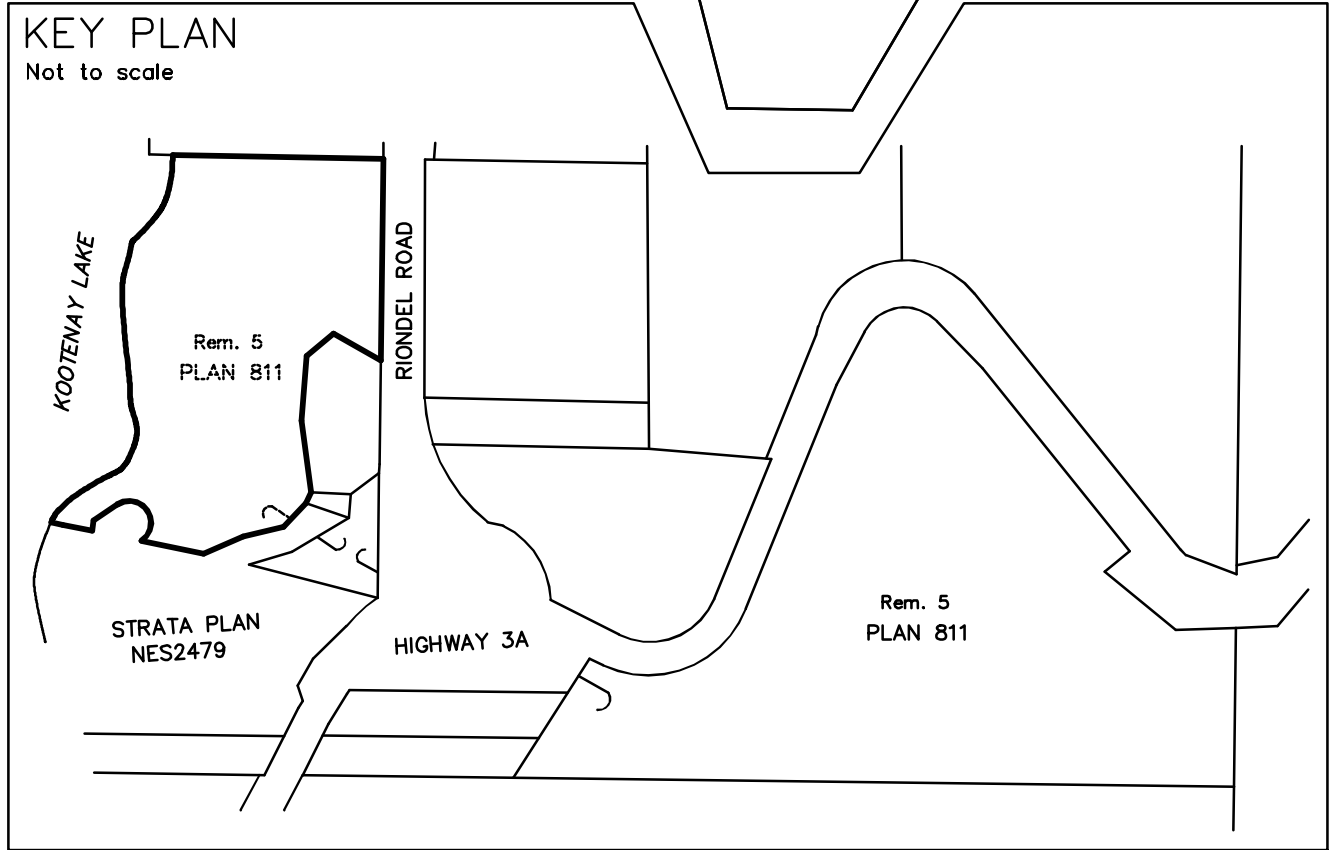 KEY PLAN
Not to scale
KOOTENAY LAKE
Rem. 5
PLAN 811
RIONDEL ROAD
STRATA PLAN
NES2479
HIGHWAY 3A
Rem. 5
PLAN 811